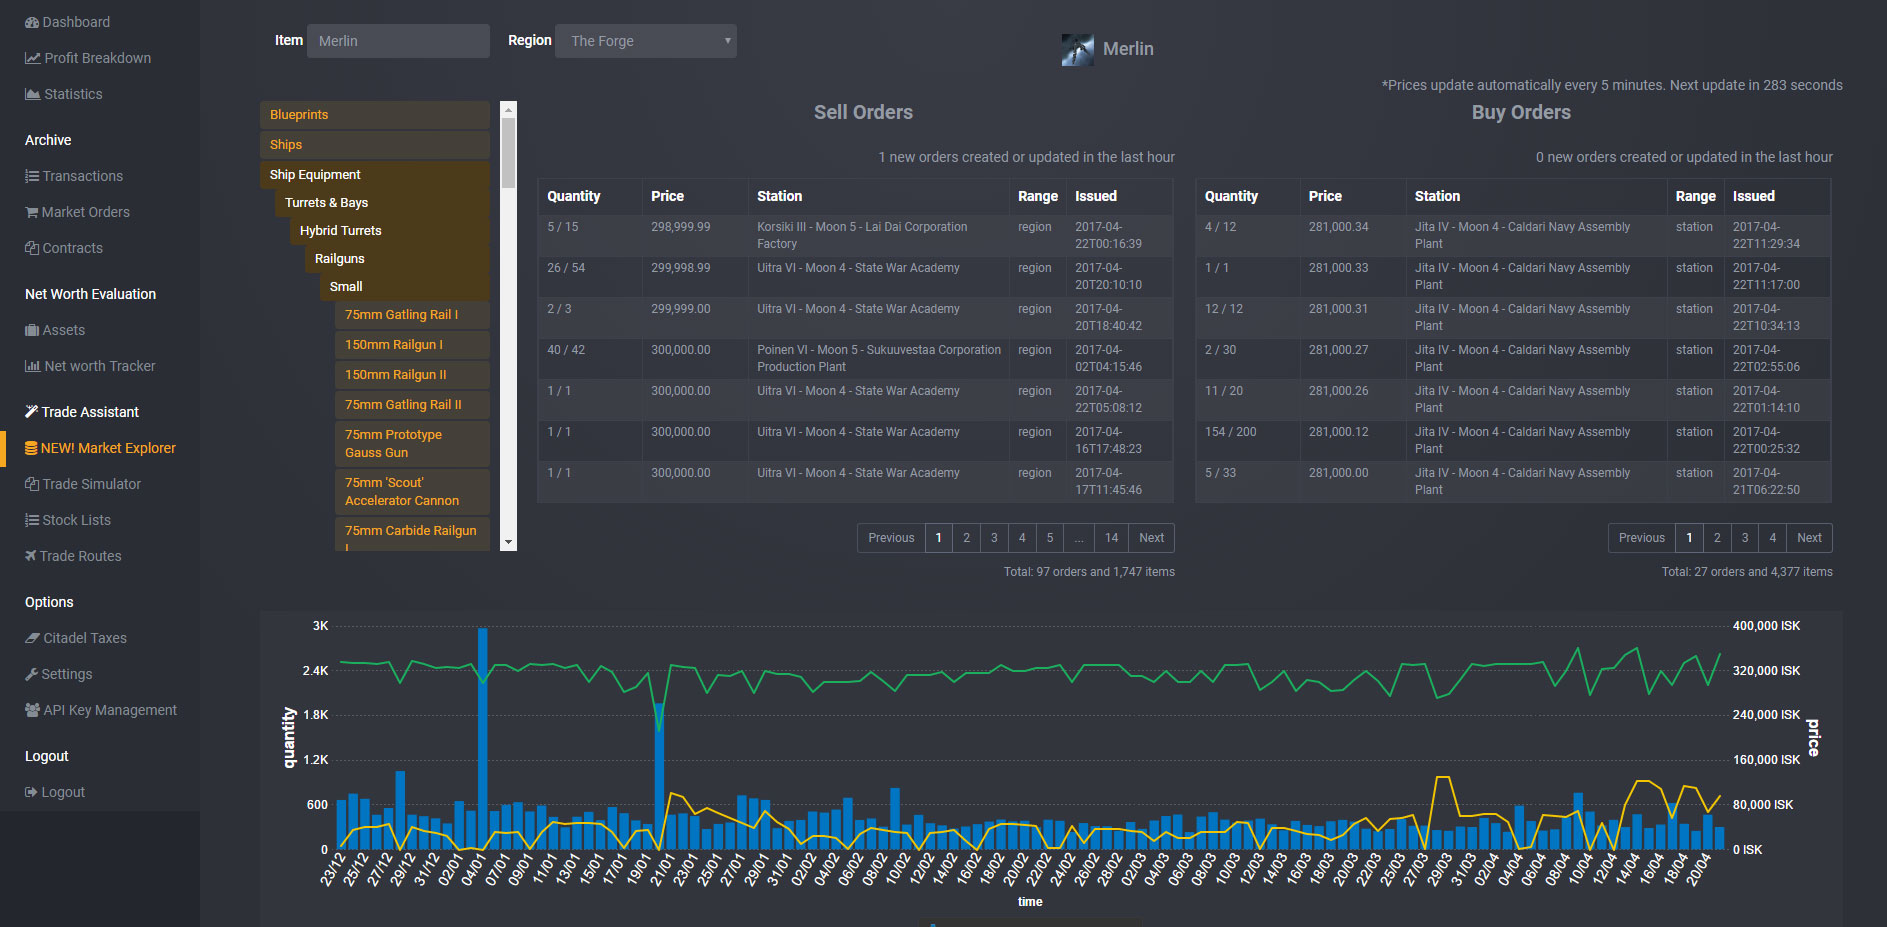 Dashboard
Profit Breakdown
Statistics
Archive
Transactions
Market Orders
Contracts
Net Worth Evaluation
Assets
Net worth Tracker
Trade Assistant
NEW! Market Explorer
Trade Simulator
Stock Lists
Trade Routes
Options
Citadel Taxes
Settings
API Key Management
Logout
Logout
Item Merlin Region The Forge
Merlin
*Prices update automatically every 5 minutes. Next update in 283 seconds
Blueprints
Ships
Ship Equipment
Turrets & Bays
Hybrid Turrets
Railguns
Small
75mm Gatling Rail I
150mm Railgun I
150mm Railgun II
75mm Gatling Rail II
75mm Prototype
Gauss Gun
75mm 'Scout'
Accelerator Cannon
75mm Carbide Railgun
I
Sell Orders
1 new orders created or updated in the last hour
Quantity Price Station Range Issued
5 / 15 298,999.99 Korsiki III - Moon 5 - Lai Dai Corporation region 2017-04-
Factory 22T00:16:39
26 / 54 299,998.99 Uitra VI - Moon 4 - State War Academy region 2017-04-
20T20:10:10
2 / 3 299,999.00 Uitra VI - Moon 4 - State War Academy region 2017-04-
20T18:40:42
40 / 42 300,000.00 Poinen VI - Moon 5 - Sukuuvestaa Corporation region 2017-04-
Production Plant 02T04:15:46
1 / 1 300,000.00 Uitra VI - Moon 4 - State War Academy region 2017-04-
22T05:08:12
1 / 1 300,000.00 Uitra VI - Moon 4 - State War Academy region 2017-04-
16T17:48:23
1 / 1 300,000.00 Uitra VI - Moon 4 - State War Academy region 2017-04-
17T11:45:46
Previous 1 2 3 4 5 ... 14 Next
Total: 97 orders and 1,747 items
Buy Orders
0 new orders created or updated in the last hour
Quantity Price Station Range Issued
4 / 12 281,000.34 Jita IV - Moon 4 - Caldari Navy Assembly station 2017-04-
Plant 22T11:29:34
1 / 1 281,000.33 Jita IV - Moon 4 - Caldari Navy Assembly station 2017-04-
Plant 22T11:17:00
12 / 12 281,000.31 Jita IV - Moon 4 - Caldari Navy Assembly station 2017-04-
Plant 22T10:34:13
2 / 30 281,000.27 Jita IV - Moon 4 - Caldari Navy Assembly station 2017-04-
Plant 22T02:55:06
11 / 20 281,000.26 Jita IV - Moon 4 - Caldari Navy Assembly station 2017-04-
Plant 22T01:14:10
154 / 200 281,000.12 Jita IV - Moon 4 - Caldari Navy Assembly station 2017-04-
Plant 22T00:25:32
5 / 33 281,000.00 Jita IV - Moon 4 - Caldari Navy Assembly station 2017-04-
Plant 21T06:22:50
Previous 1 2 3 4 Next
Total: 27 orders and 4,377 items
3K 400,000 ISK
2.4K 320,000 ISK
1.8K 240,000 ISK
quantity price
1.2K 160,000 ISK
600 80,000 ISK
0 0 ISK
23/12 25/12 27/12 29/12 31/12 02/01 04/01 07/01 09/01 11/01 13/01 15/01 17/01 19/01 21/01 23/01 25/01 27/01 29/01 31/01 02/02 04/02 06/02 08/02 10/02 12/02 14/02 16/02 18/02 20/02 22/02 24/02 26/02 28/02 02/03 04/03 06/03 08/03 10/03 12/03 14/03 16/03 18/03 20/03 22/03 25/03 27/03 29/03 31/03 02/04 04/04 06/04 08/04 10/04 12/04 14/04 16/04 18/04 20/04
time